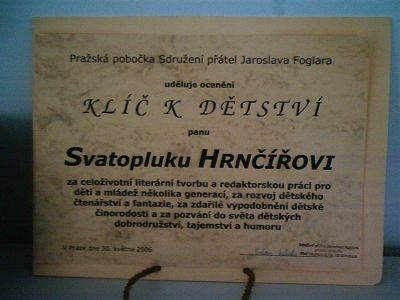 Pražská pobočka Sdružení přátel Jaroslava Foglara
uděluje ocenění
KLÍČ K DĚTSTVÍ
panu
Svatopluku HRNČÍŘOVI
za celoživotní literární tvorbu a redaktorskou práci pro
děti a mládež několika generací, za rozvoj dětského
čtenářství a fantazie, za zdařilé vypodobnění dětské
činorodosti a za pozvání do světa dětských
dobrodružství, tajemství a humoru
V Praze dne 30. května 2006